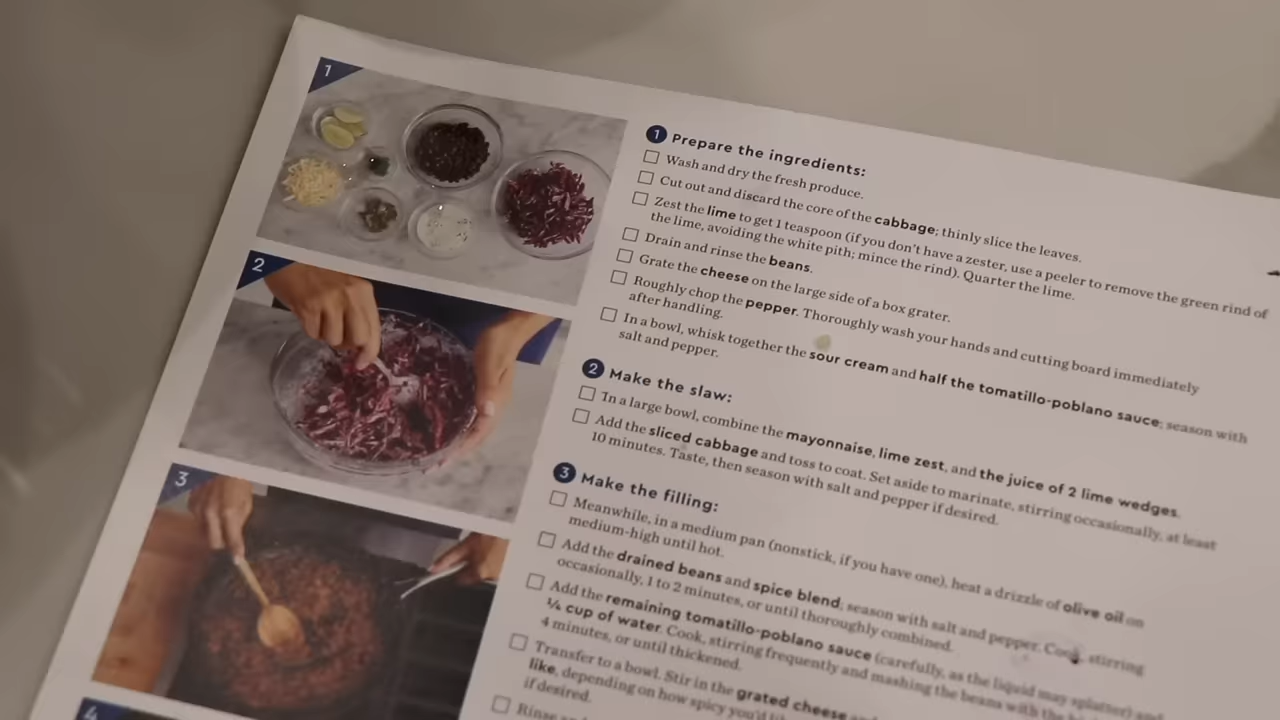 1
1 Prepare the ingredients:
Wash and dry the fresh produce.
Cut out and discard the core of the cabbage; thinly slice the leaves.
Zest the lime to get 1 teaspoon (if you don't have a zester, use a peeler to remove the green rind of
the lime, avoiding the white pith; mince the rind). Quarter the lime.
Drain and rinse the beans.
Grate the cheese on the large side of a box grater.
Roughly chop the pepper. Thoroughly wash your hands and cutting board immediately
after handling.
In a bowl, whisk together the sour cream and half the tomatillo-poblano sauce; season with
salt and pepper.
2
2 Make the slaw:
In a large bowl, combine the mayonnaise, lime zest, and the juice of 2 lime wedges.
Add the sliced cabbage and toss to coat. Set aside to marinate, stirring occasionally, at least
10 minutes. Taste, then season with salt and pepper if desired.
3
3 Make the filling:
Meanwhile, in a medium pan (nonstick, if you have one), heat a drizzle of olive oil on
medium-high until hot.
Add the drained beans and spice blend; season with salt and pepper. Cook, stirring
occasionally, 1 to 2 minutes, or until thoroughly combined.
Add the remaining tomatillo-poblano sauce (carefully, as the liquid may splatter) and
¼ cup of water. Cook, stirring frequently and mashing the beans with the
4 minutes, or until thickened.
Transfer to a bowl. Stir in the grated cheese and
like, depending on how spicy you'd
if desired.
4
Rinse